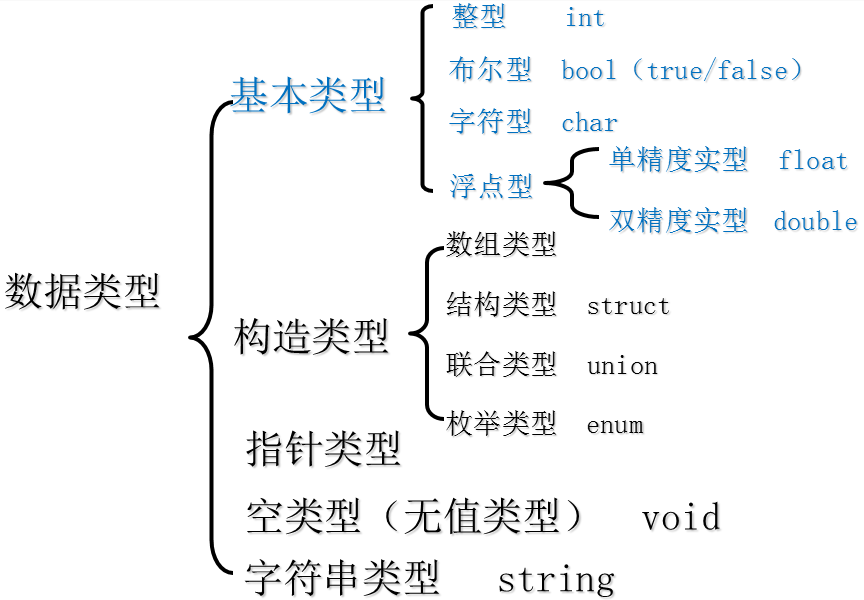 数据类型
基本类型
整型 int
布尔型 bool（true/false）
字符型 char
浮点型
单精度实型 float
双精度实型 double
构造类型
数组类型
结构类型 struct
联合类型 union
枚举类型 enum
指针类型
空类型（无值类型） void
字符串类型 string